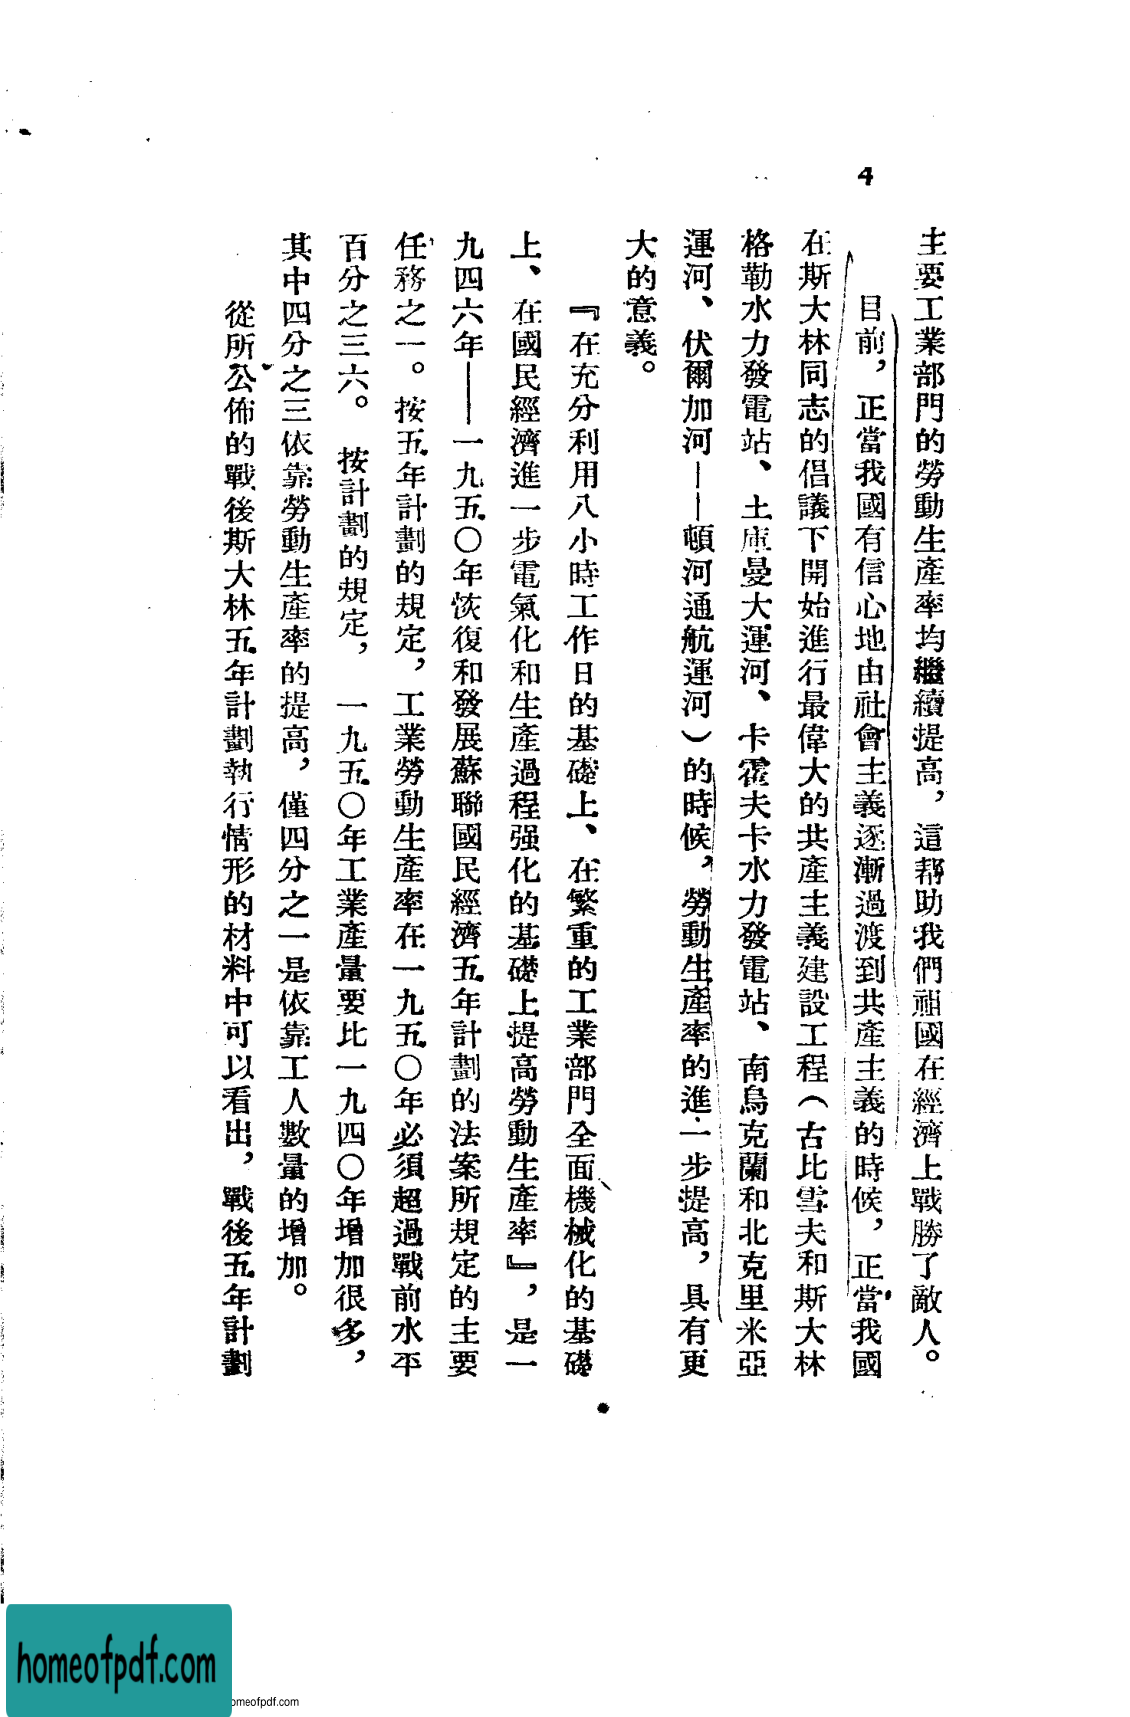 4
主要工業部門的勞動生產率均繼續提高，這幫助我們祖國在經濟上戰勝了敵人。
目前，正當我國有信心地由社會主義逐漸過渡到共產主義的時候，正當我國
在斯大林同志的倡議下開始進行最偉大的共產主義建設工程（古比雪夫和斯大林
格勒水力發電站、土庫曼大運河、卡霍夫卡水力發電站、南烏克蘭和北克里米亞
運河、伏爾加河——頓河通航運河）的時候，勞動生產率的進一步提高，具有更
大的意義。
『在充分利用八小時工作日的基礎上、在繁重的工業部門全面機械化的基礎
上、在國民經濟進一步電氣化和生產過程强化的基礎上提高勞動生產率』，是一
九四六年——一九五〇年恢復和發展蘇聯國民經濟五年計劃的法案所規定的主要
任務之一。按五年計劃的規定，工業勞動生產率在一九五〇年必須超過戰前水平
百分之三六。按計劃的規定，一九五〇年工業產量要比一九四〇年增加很多，
其中四分之三依靠勞動生產率的提高，僅四分之一是依靠工人數量的增加。
從所公佈的戰後斯大林五年計劃執行情形的材料中可以看出，戰後五年計劃
homeofpdf.com
omeofpdf.com